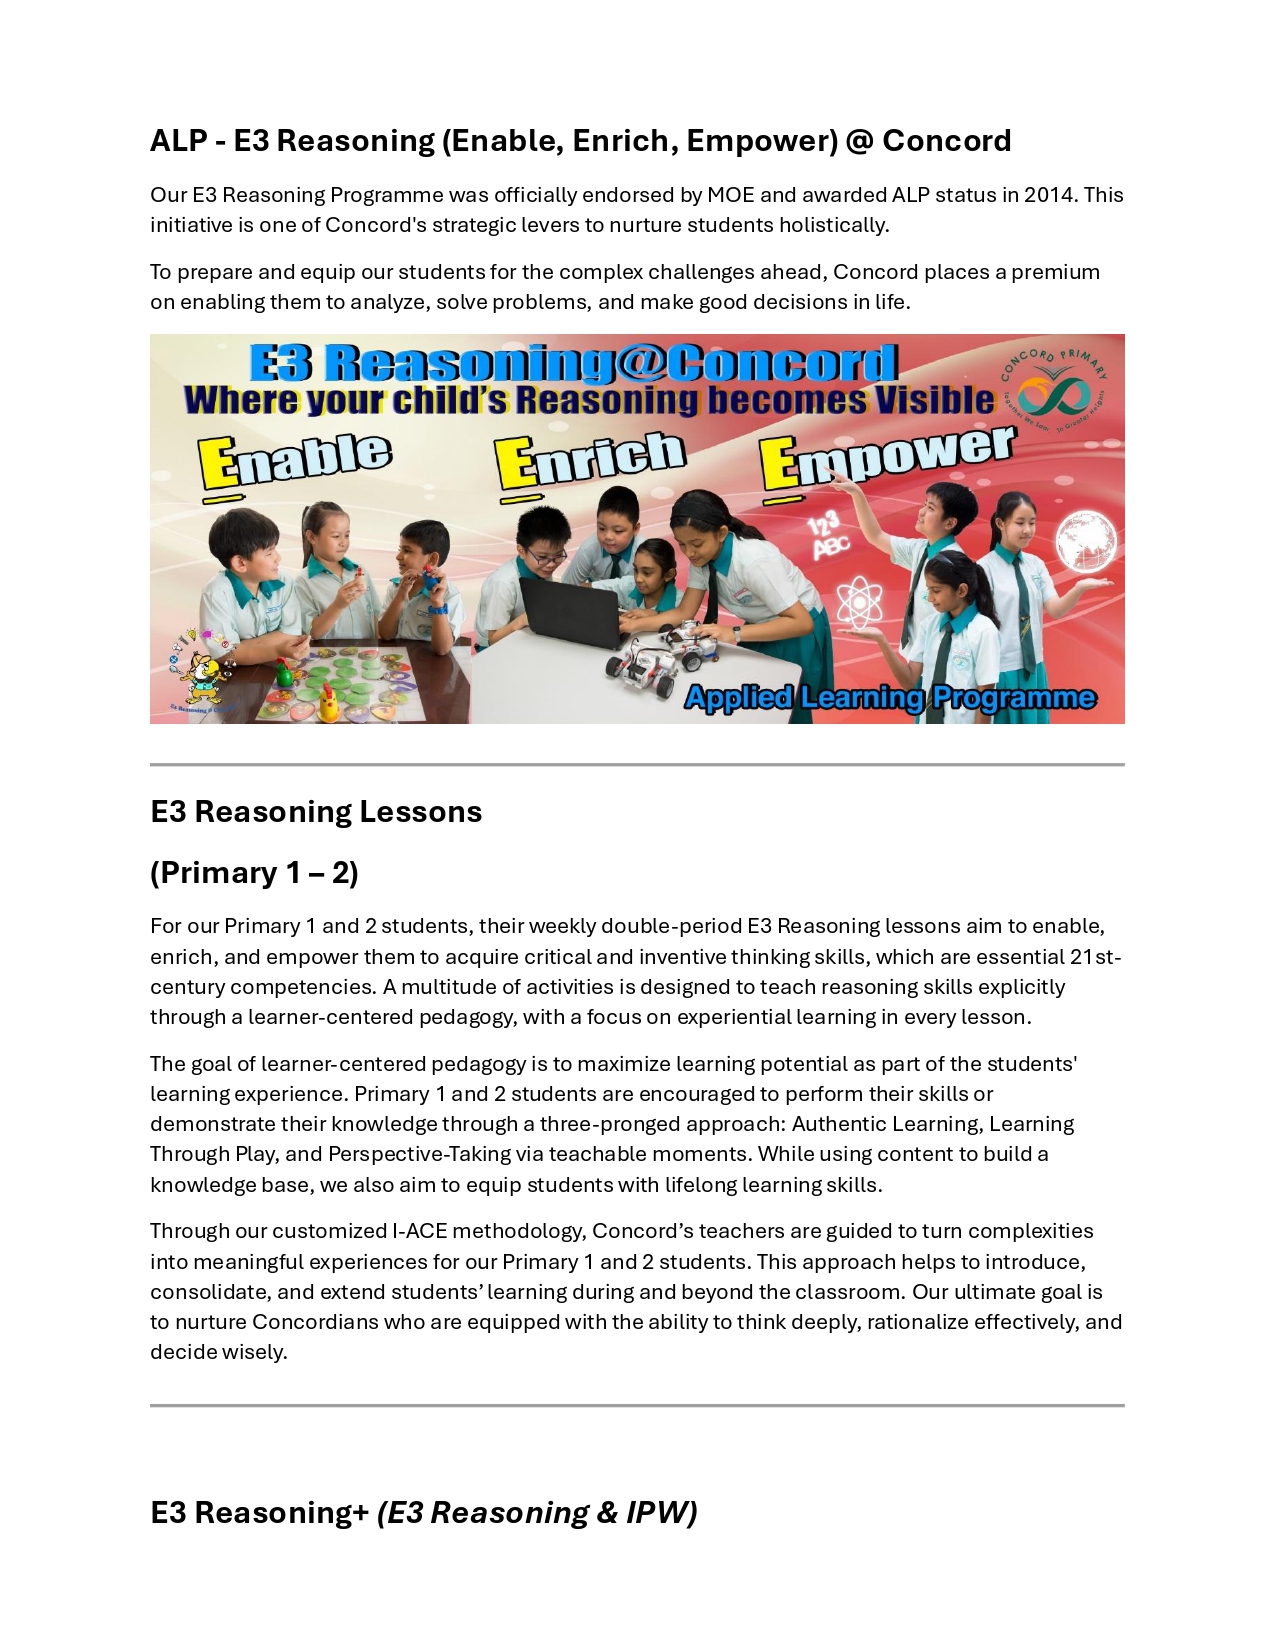 ALP - E3 Reasoning (Enable, Enrich, Empower) @ Concord
Our E3 Reasoning Programme was officially endorsed by MOE and awarded ALP status in 2014. This
initiative is one of Concord's strategic levers to nurture students holistically.
To prepare and equip our students for the complex challenges ahead, Concord places a premium
on enabling them to analyze, solve problems, and make good decisions in life.
E3 Reasoning@Concord
Where your child's Reasoning becomes Visible
CONCORD PRIMARY
Together We Soar To Greater Heights
Enable
Enrich
Empower
123
ABC
E3 Reasoning @
Applied Learning Programme
E3 Reasoning Lessons
(Primary 1 – 2)
For our Primary 1 and 2 students, their weekly double-period E3 Reasoning lessons aim to enable,
enrich, and empower them to acquire critical and inventive thinking skills, which are essential 21st-
century competencies. A multitude of activities is designed to teach reasoning skills explicitly
through a learner-centered pedagogy, with a focus on experiential learning in every lesson.
The goal of learner-centered pedagogy is to maximize learning potential as part of the students'
learning experience. Primary 1 and 2 students are encouraged to perform their skills or
demonstrate their knowledge through a three-pronged approach: Authentic Learning, Learning
Through Play, and Perspective-Taking via teachable moments. While using content to build a
knowledge base, we also aim to equip students with lifelong learning skills.
Through our customized I-ACE methodology, Concord’s teachers are guided to turn complexities
into meaningful experiences for our Primary 1 and 2 students. This approach helps to introduce,
consolidate, and extend students’ learning during and beyond the classroom. Our ultimate goal is
to nurture Concordians who are equipped with the ability to think deeply, rationalize effectively, and
decide wisely.
E3 Reasoning+ (E3 Reasoning & IPW)